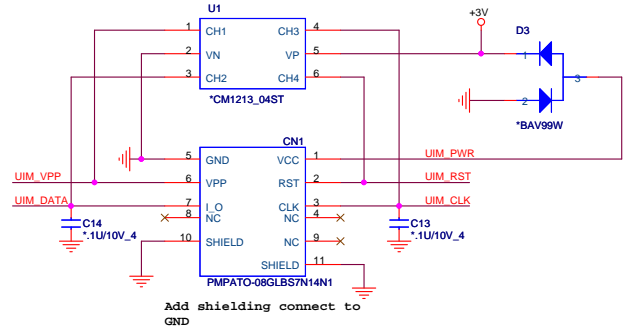 U1
+3V
D3
1 CH1 CH3 4
2 VN VP 5
3 CH2 CH4 6
1
3
2
*CM1213_04ST
*BAV99W
CN1
5 GND VCC 1 UIM_PWR
UIM_VPP 6 VPP RST 2 UIM_RST
UIM_DATA 7 I_O CLK 3 UIM_CLK
8 NC NC 4
C14
*.1U/10V_4
C13
*.1U/10V_4
10 SHIELD NC 9
SHIELD 11
PMPATO-08GLBS7N14N1
Add shielding connect to
GND